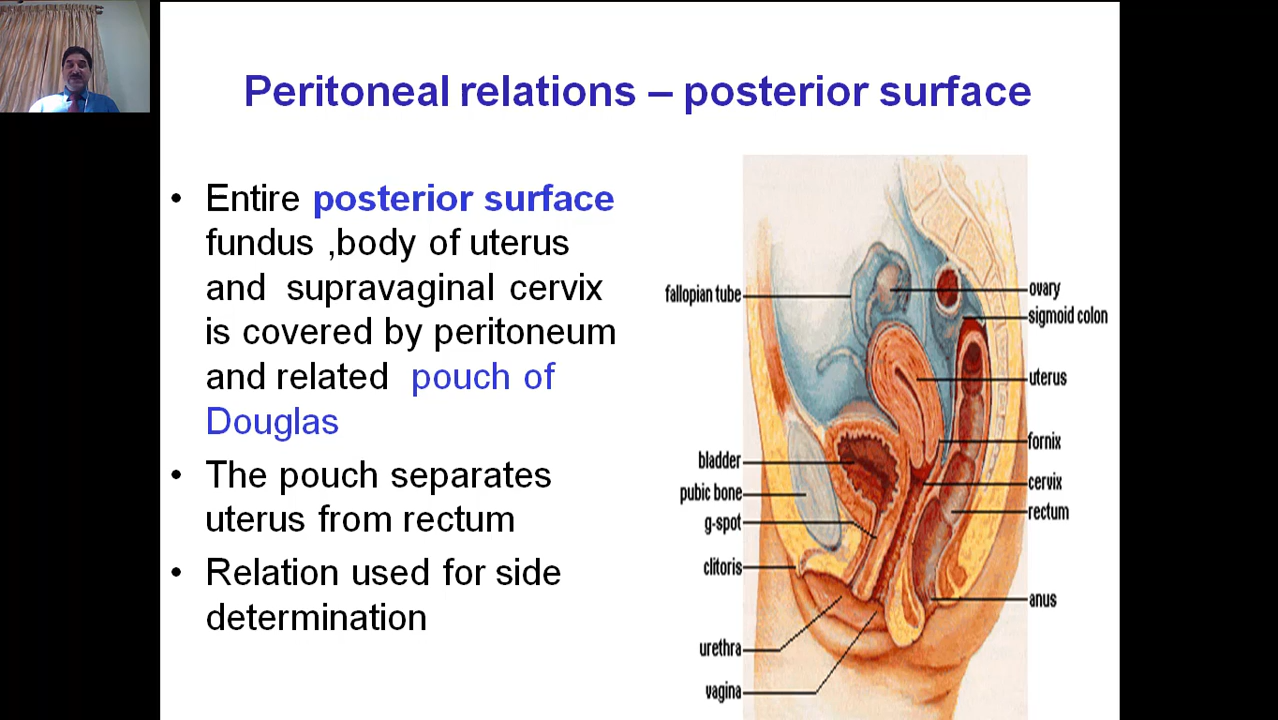 Peritoneal relations – posterior surface
• Entire posterior surface
fundus ,body of uterus
and supravaginal cervix
is covered by peritoneum
and related pouch of
Douglas
• The pouch separates
uterus from rectum
• Relation used for side
determination
fallopian tube
bladder
pubic bone
g-spot
clitoris
urethra
vagina
ovary
sigmoid colon
uterus
fornix
cervix
rectum
anus